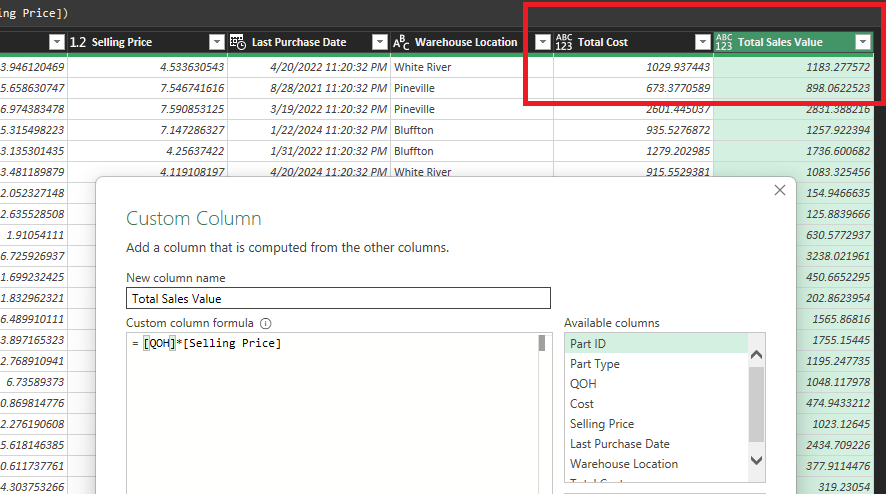 ng Price])
1.2 Selling Price Last Purchase Date ABC Warehouse Location ABC 123 Total Cost ABC 123 Total Sales Value
3.946120469 4.533630543 4/20/2022 11:20:32 PM White River 1029.937443 1183.277572
5.658630747 7.546741616 8/28/2021 11:20:32 PM Pineville 673.3770589 898.0622523
6.974383478 7.590853125 3/19/2022 11:20:32 PM Pineville 2601.445037 2831.388216
5.315498223 7.147286327 1/22/2024 11:20:32 PM Bluffton 935.5276872 1257.922394
3.135301435 4.25637422 1/31/2022 11:20:32 PM Bluffton 1279.202985 1736.600682
3.481189879 4.119108197 4/20/2024 11:20:32 PM White River 915.5529381 1083.325456
2.052327148 154.9466635
2.635528508 125.8839666
1.91054111 630.5772937
6.725926937 3238.021961
1.699232425 450.6652295
1.832962321 202.8623954
6.489910111 1565.86816
3.897165323 1755.15445
2.768910941 1195.247735
6.73589373 1048.117978
0.869814776 474.9433212
2.276190608 1023.12645
5.618146385 2434.709226
0.611737761 377.9114476
4.303753266 319.23054
Custom Column
Add a column that is computed from the other columns.
New column name
Total Sales Value
Custom column formula
= [QOH]*[Selling Price]
Available columns
Part ID
Part Type
QOH
Cost
Selling Price
Last Purchase Date
Warehouse Location